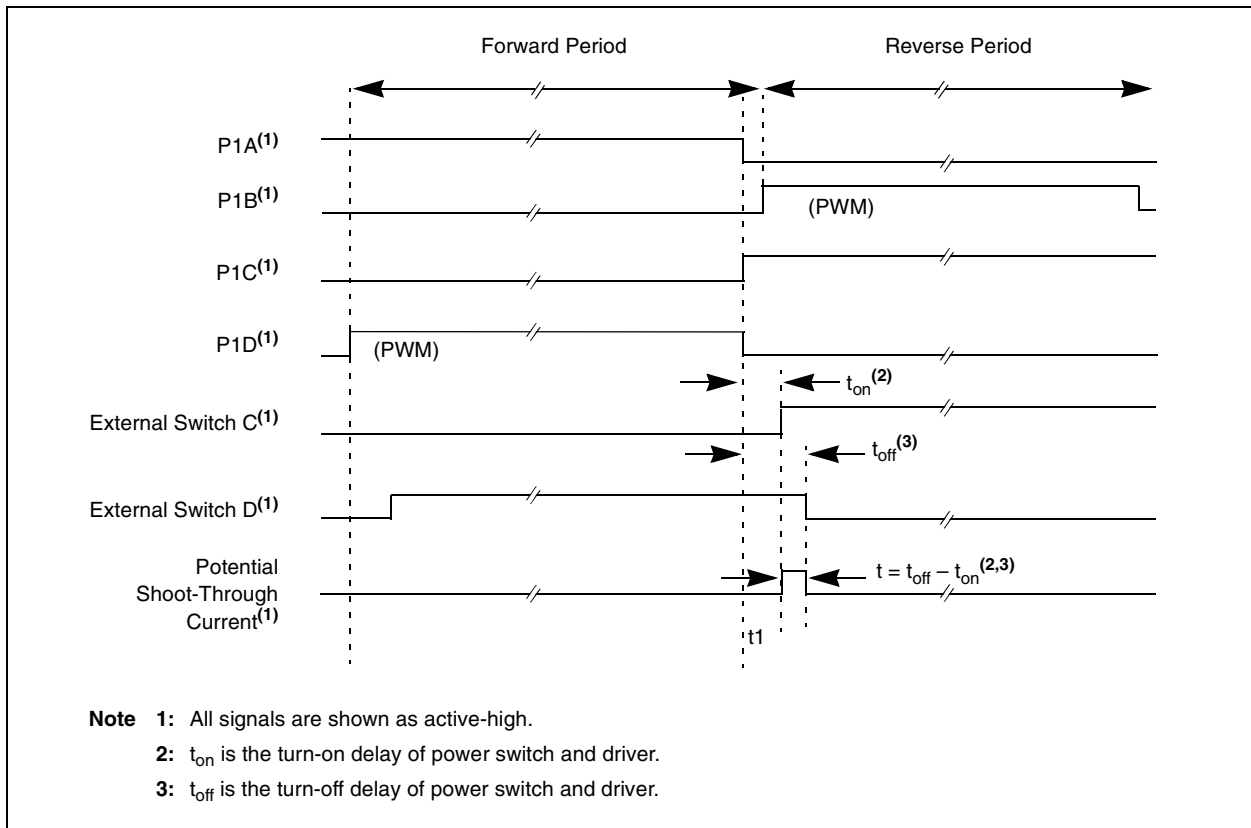 Forward Period
Reverse Period
P1A(1)
P1B(1)
(PWM)
P1C(1)
P1D(1)
(PWM)
ton(2)
External Switch C(1)
toff(3)
External Switch D(1)
Potential
Shoot-Through
Current(1)
t = toff – ton(2,3)
t1
Note 1: All signals are shown as active-high.
2: ton is the turn-on delay of power switch and driver.
3: toff is the turn-off delay of power switch and driver.